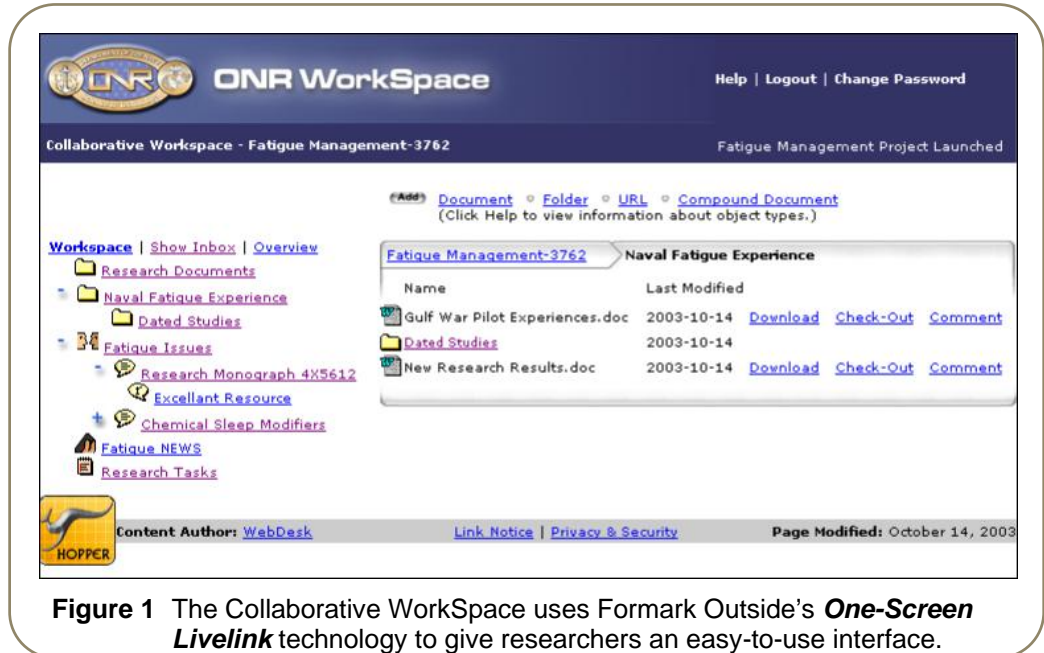 ONR ONR WorkSpace Help | Logout | Change Password
Collaborative Workspace - Fatigue Management-3762 Fatigue Management Project Launched
Add Document Folder URL Compound Document
(Click Help to view information about object types.)
Workspace | Show Inbox | Overview
Research Documents
Naval Fatigue Experience
Dated Studies
Fatigue Issues
Research Monograph 4X5612
Excellant Resource
Chemical Sleep Modifiers
Fatigue NEWS
Research Tasks
Fatigue Management-3762 Naval Fatigue Experience
Name Last Modified
Gulf War Pilot Experiences.doc 2003-10-14 Download Check-Out Comment
Dated Studies 2003-10-14
New Research Results.doc 2003-10-14 Download Check-Out Comment
HOPPER
Content Author: WebDesk Link Notice | Privacy & Security Page Modified: October 14, 2003
Figure 1 The Collaborative WorkSpace uses Formark Outside's One-Screen
Livelink technology to give researchers an easy-to-use interface.